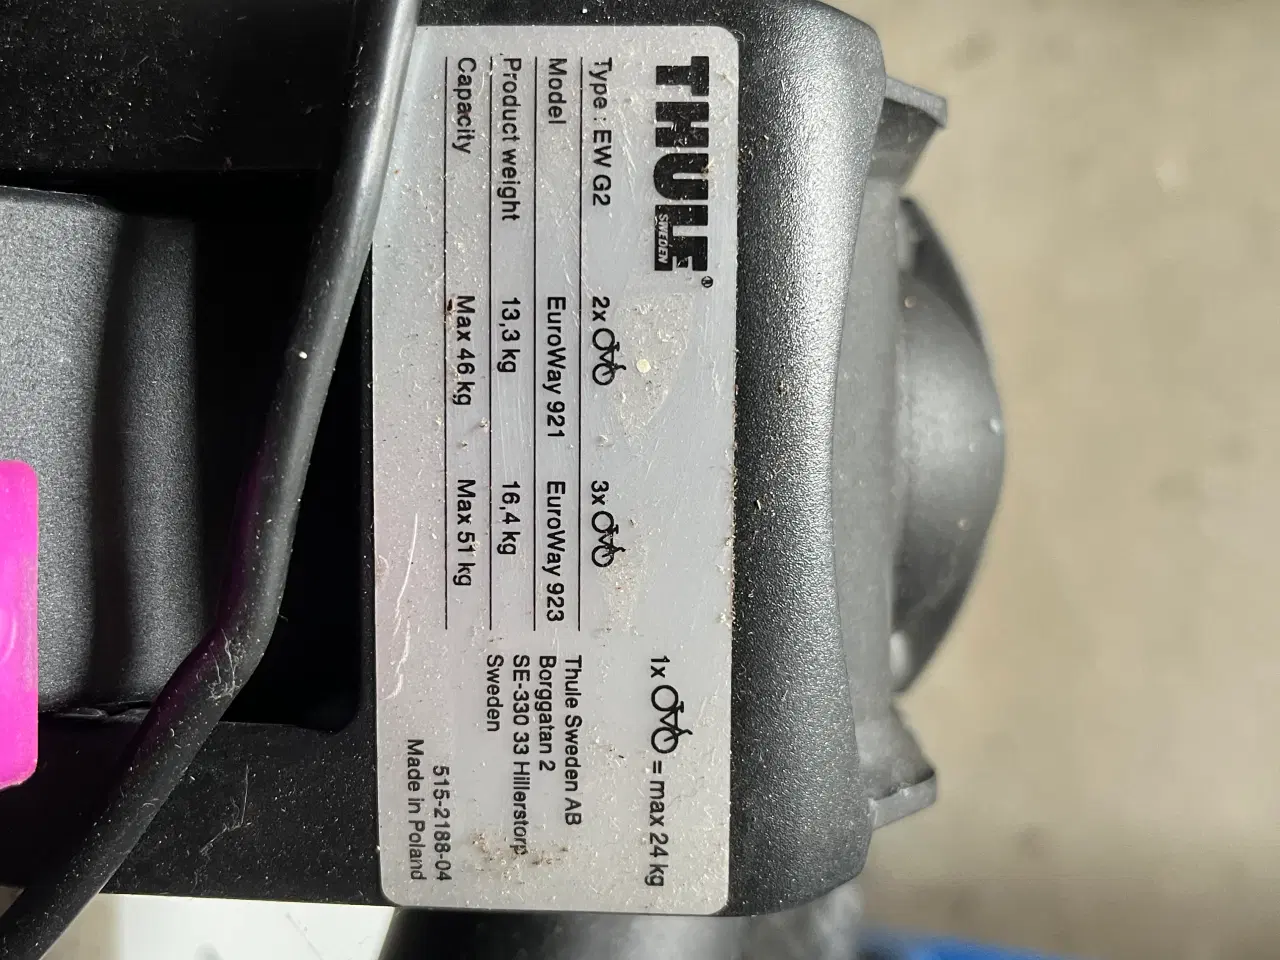 THULE®
SWEDEN
1x = max 24 kg
Type : EW G2 2x 3x
Model EuroWay 921 EuroWay 923
Product weight 13,3 kg 16,4 kg
Capacity Max 46 kg Max 51 kg
Thule Sweden AB
Borggatan 2
SE-330 33 Hillerstorp
Sweden
515-2188-04
Made in Poland